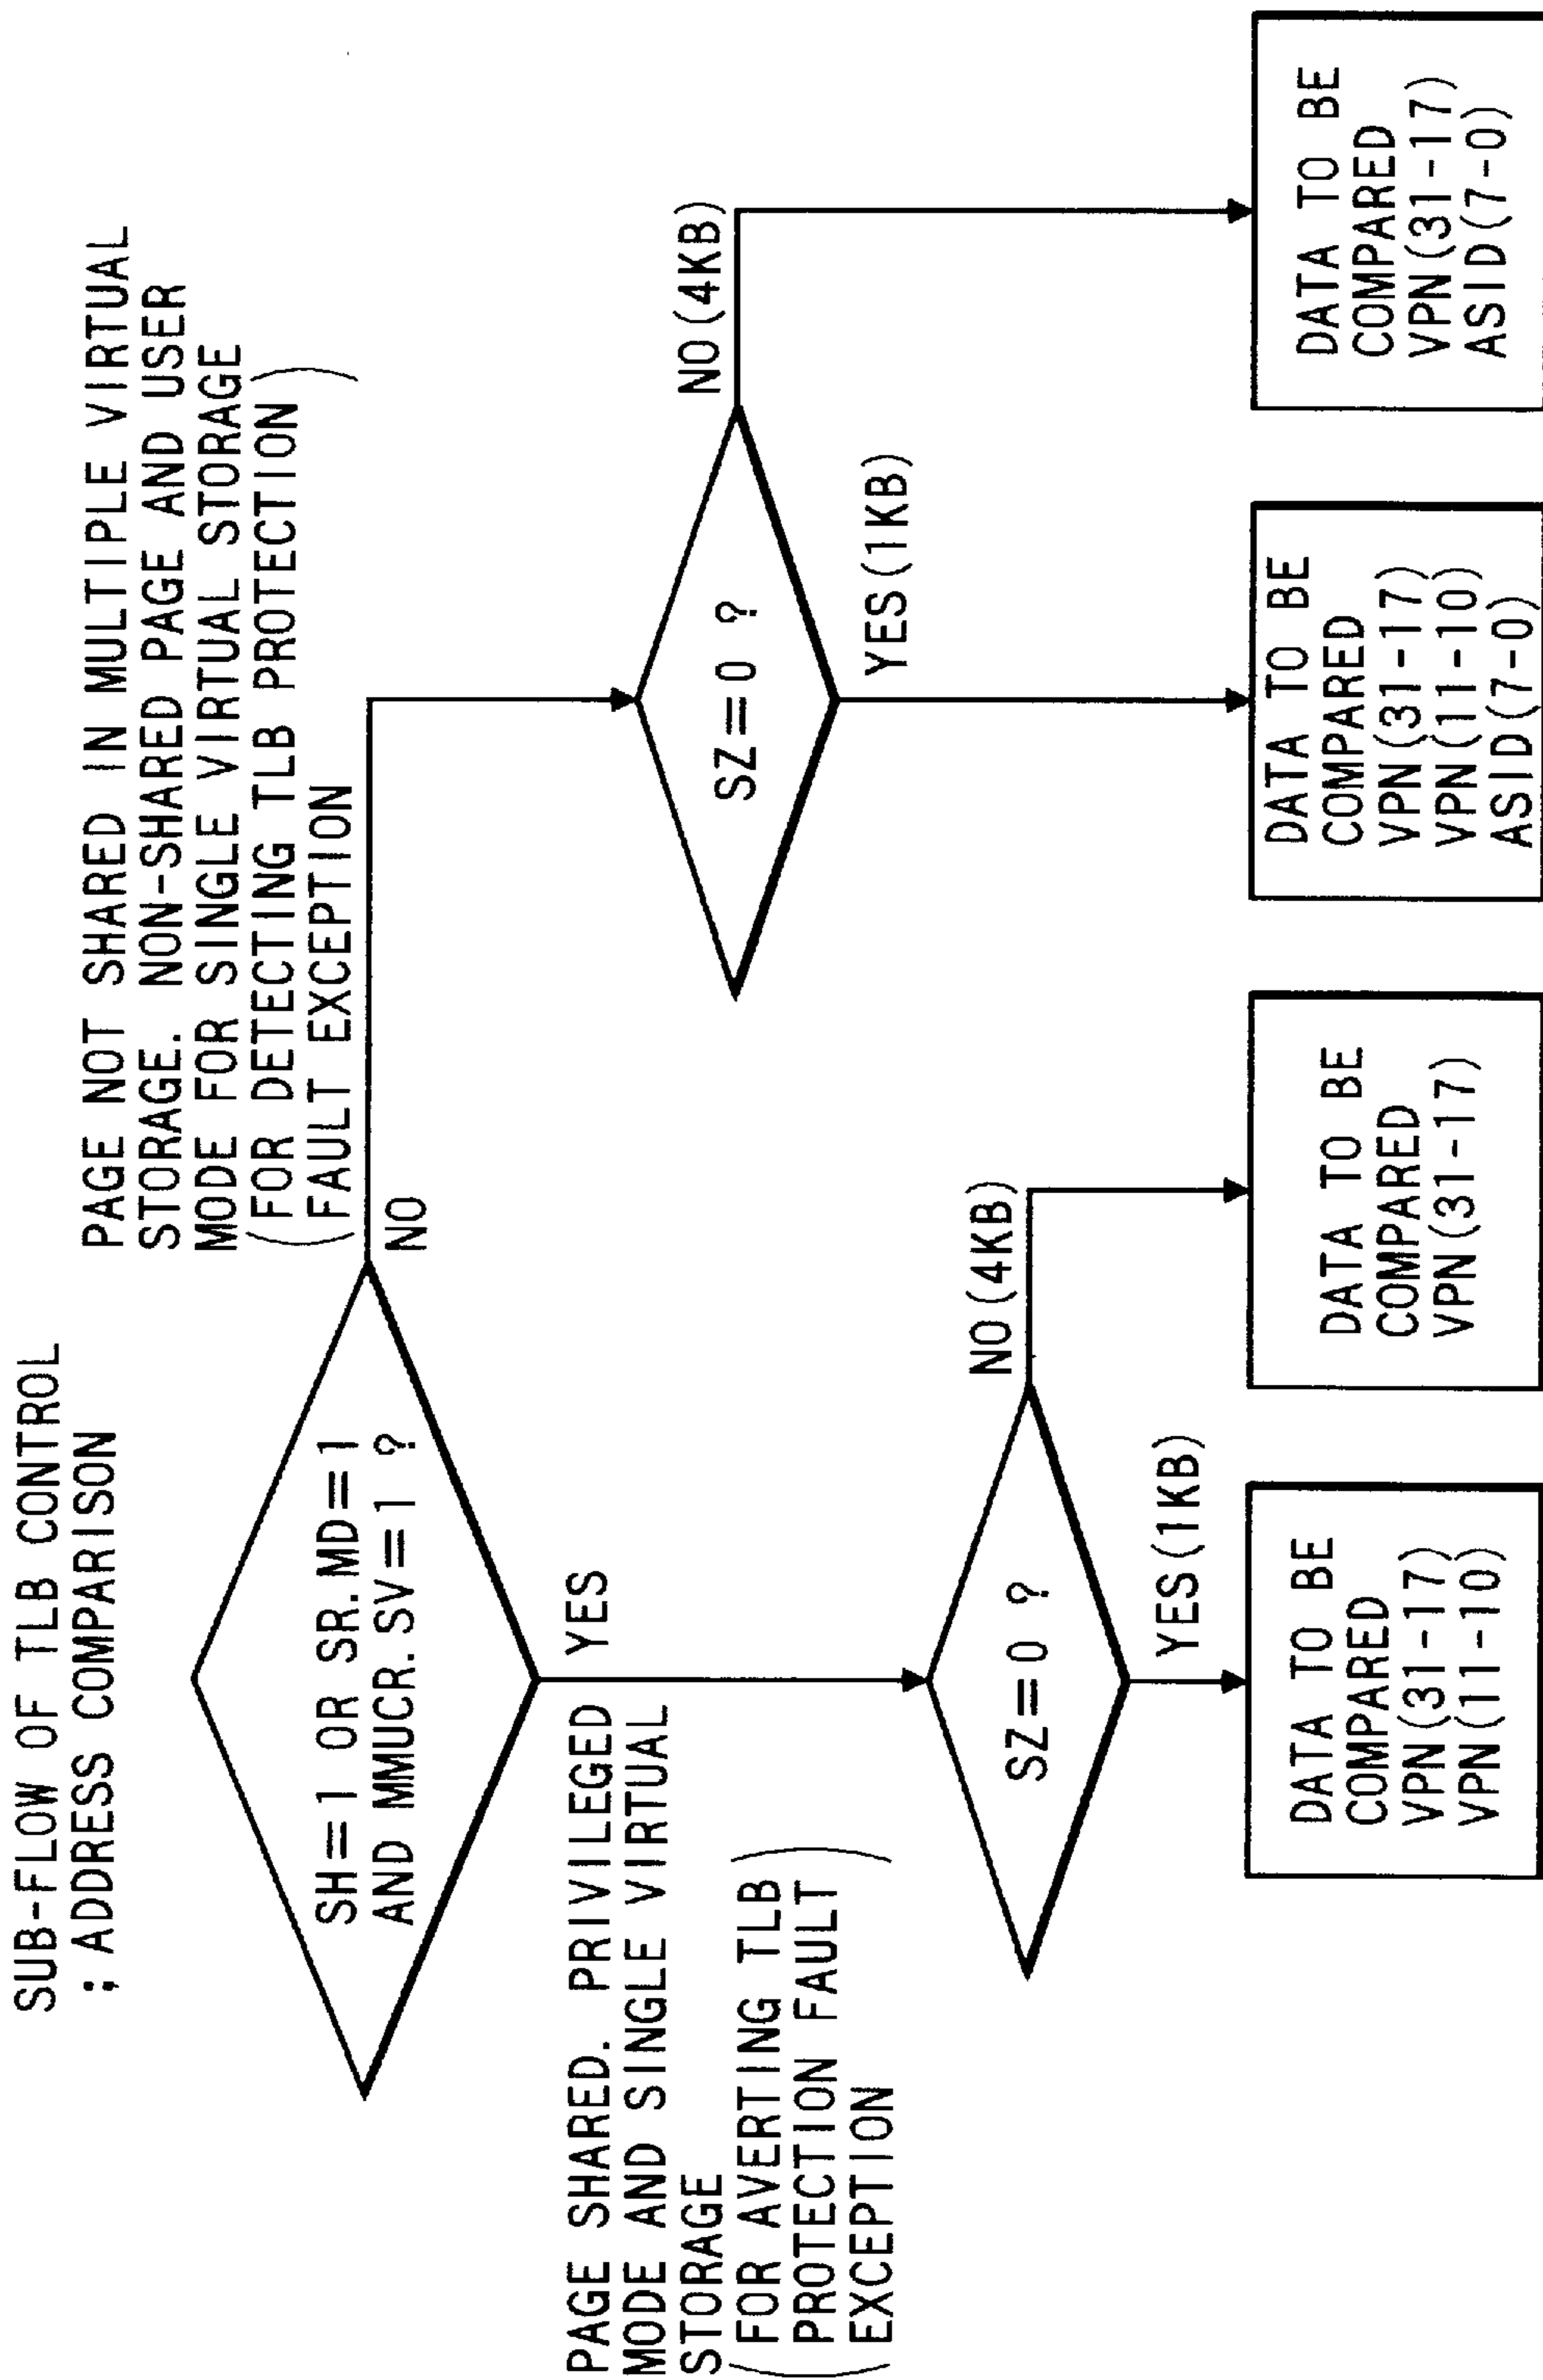 SUB-FLOW OF TLB CONTROL
; ADDRESS COMPARISON
SH=1 OR SR.MD=1
AND MMUCR.SV=1 ?
NO
PAGE NOT SHARED IN MULTIPLE VIRTUAL
STORAGE. NON-SHARED PAGE AND USER
MODE FOR SINGLE VIRTUAL STORAGE
(FOR DETECTING TLB PROTECTION
FAULT EXCEPTION)
YES
PAGE SHARED. PRIVILEGED
MODE AND SINGLE VIRTUAL
STORAGE
(FOR AVERTING TLB
PROTECTION FAULT
EXCEPTION)
SZ=0 ?
NO(4KB)
YES(1KB)
SZ=0 ?
NO(4KB)
YES(1KB)
DATA TO BE
COMPARED
VPN(31-17)
VPN(11-10)
DATA TO BE
COMPARED
VPN(31-17)
DATA TO BE
COMPARED
VPN(31-17)
VPN(11-10)
ASID(7-0)
DATA TO BE
COMPARED
VPN(31-17)
ASID(7-0)